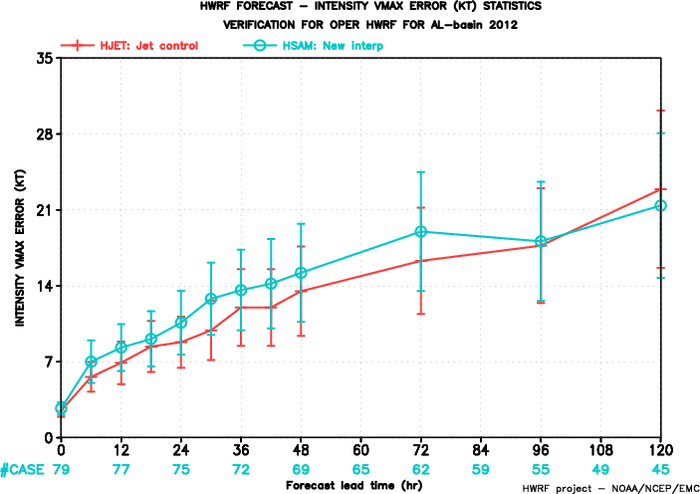 HWRF FORECAST – INTENSITY VMAX ERROR (KT) STATISTICS
VERIFICATION FOR OPER HWRF FOR AL-basin 2012
HJET: Jet control HSAM: New interp
INTENSITY VMAX ERROR (KT)
35
28
21
14
7
0
0 12 24 36 48 60 72 84 96 108 120
#CASE 79 77 75 72 69 65 62 59 55 49 45
Forecast lead time (hr)
HWRF project – NOAA/NCEP/EMC